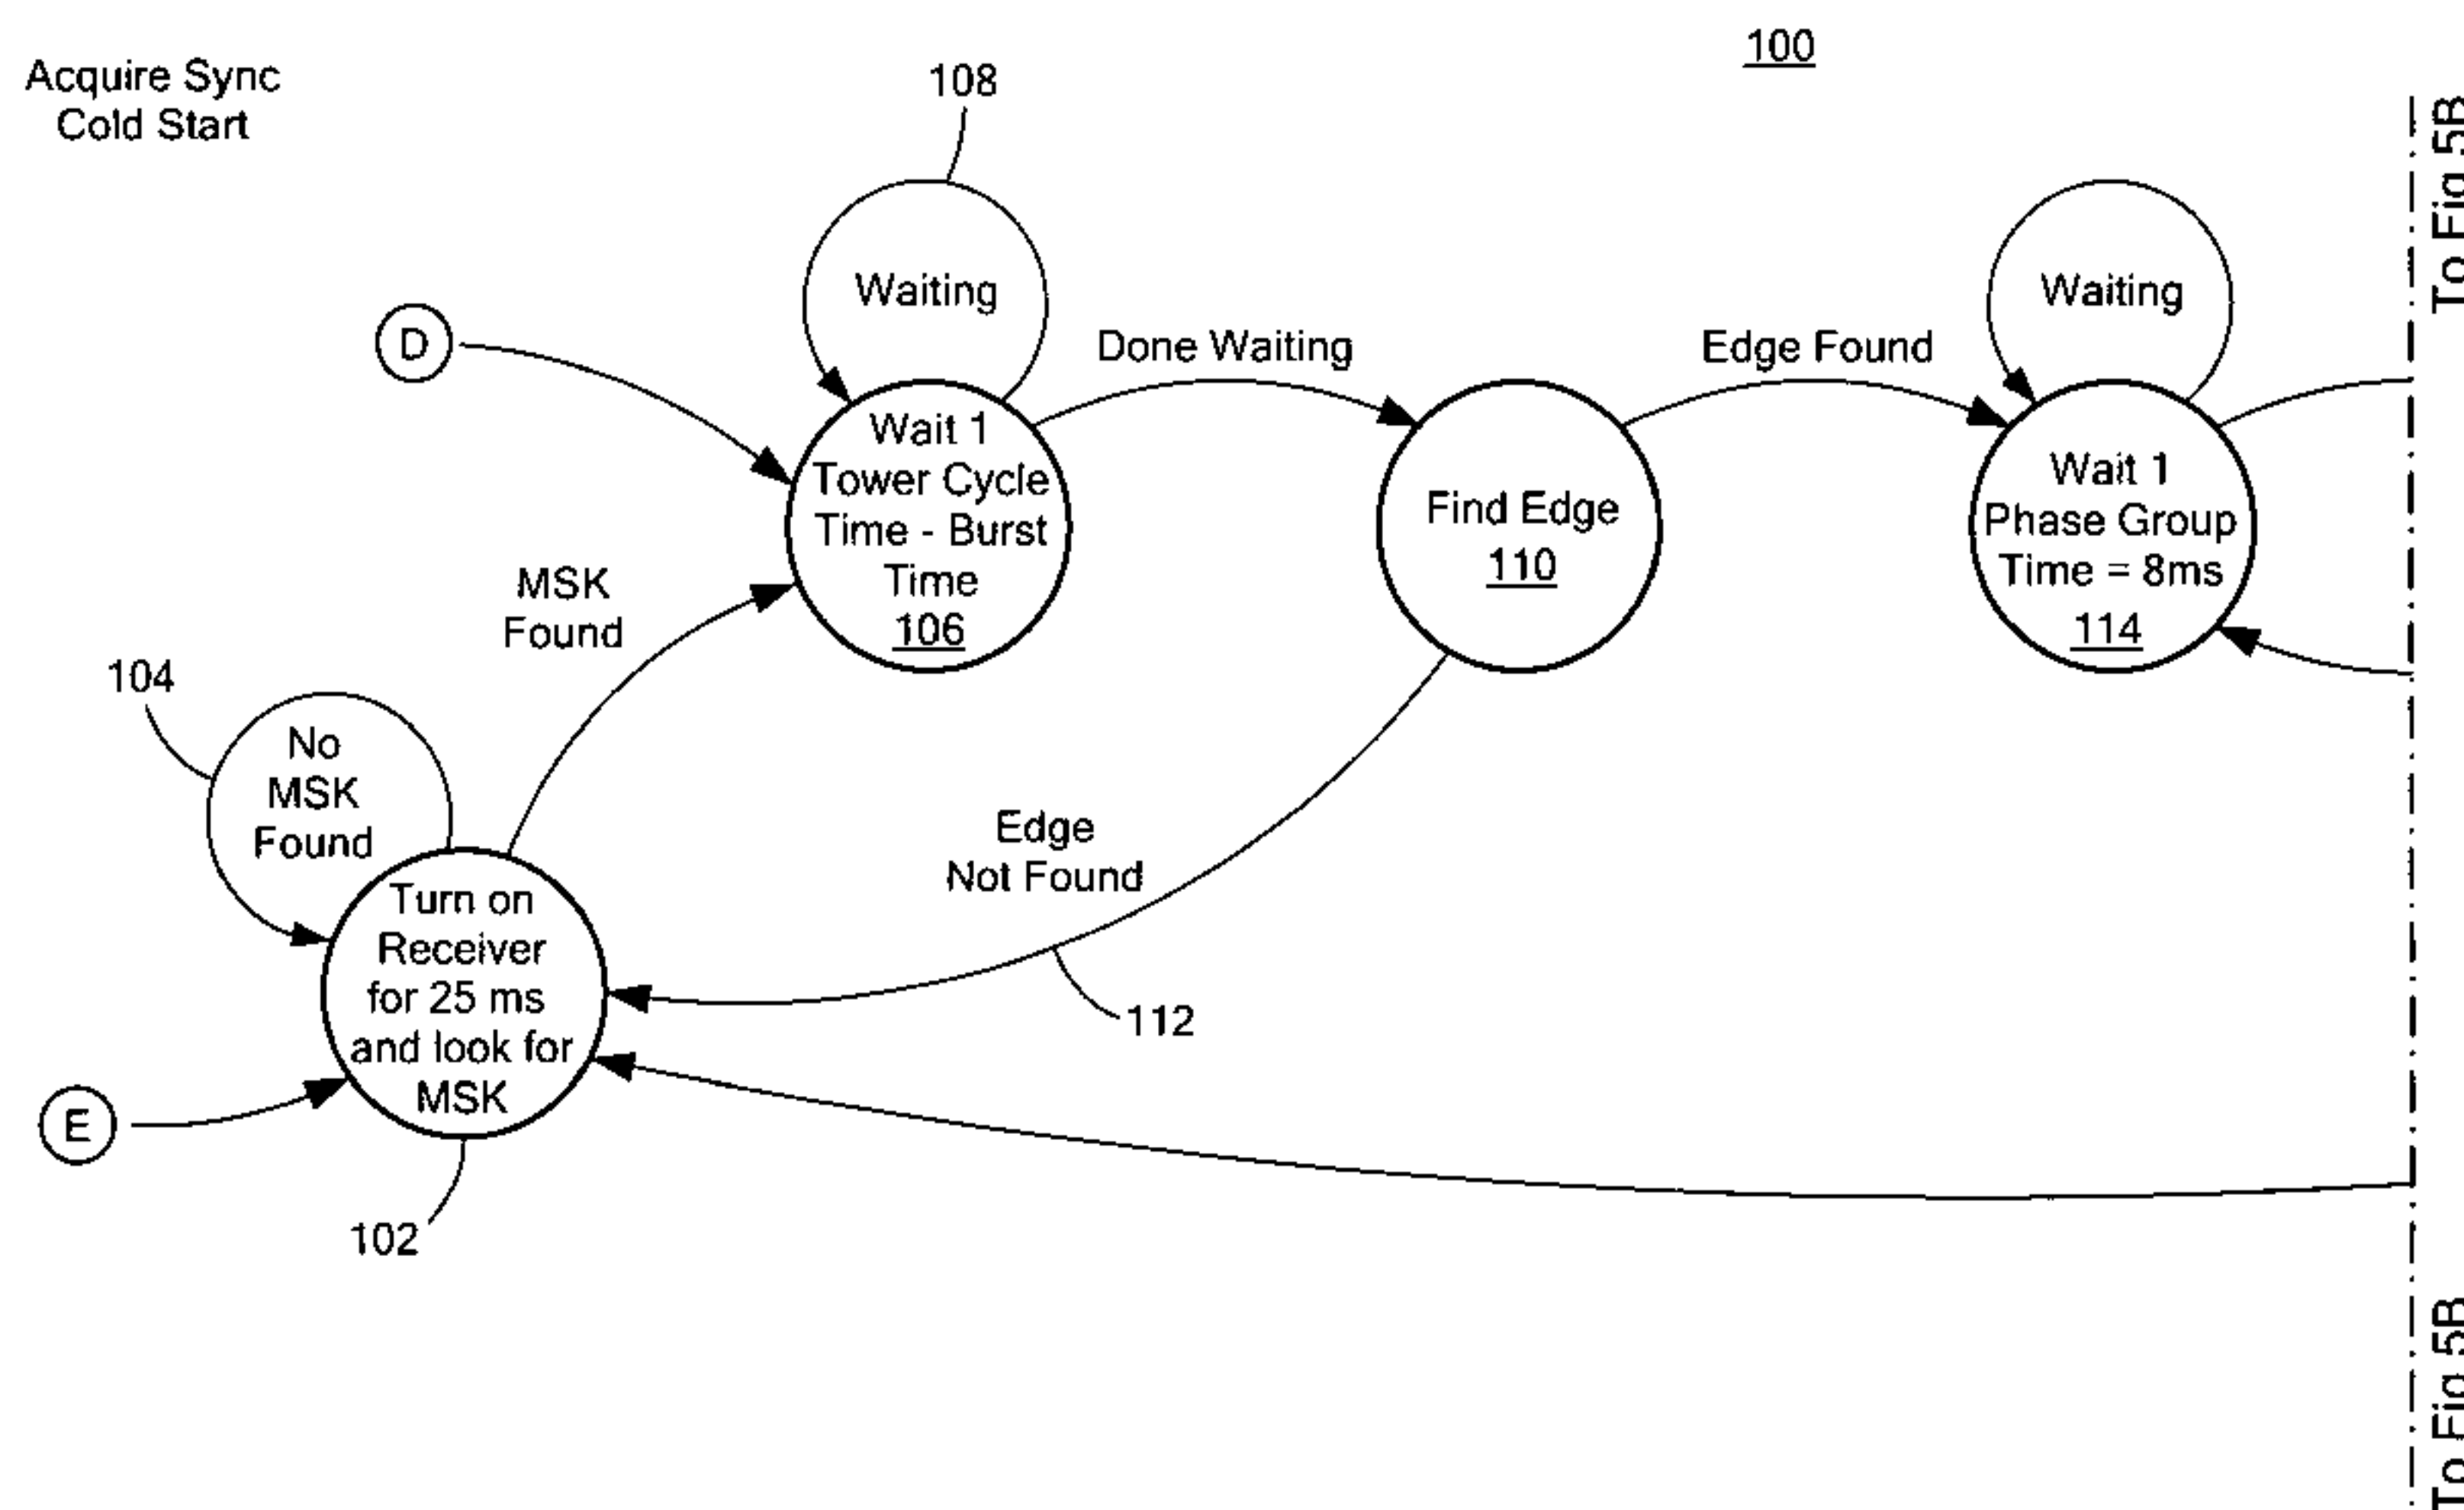 100
Acquire Sync
Cold Start
108
To Fig 5B
Waiting
Waiting
D
Done Waiting
Edge Found
Wait 1
Tower Cycle
Time - Burst
Time
106
Find Edge
110
Wait 1
Phase Group
Time = 8ms
114
MSK
Found
104
No
MSK
Found
Edge
Not Found
Turn on
Receiver
for 25 ms
and look for
MSK
112
E
102
To Fig 5B